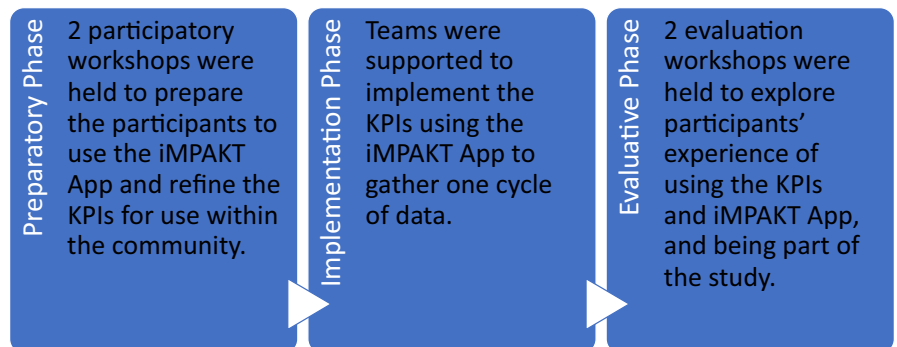 Preparatory Phase
2 participatory
workshops were
held to prepare
the participants to
use the iMPAKT
App and refine the
KPIs for use within
the community.
Implementation Phase
Teams were
supported to
implement the
KPIs using the
iMPAKT App to
gather one cycle
of data.
Evaluative Phase
2 evaluation
workshops were
held to explore
participants’
experience of
using the KPIs
and iMPAKT App,
and being part of
the study.